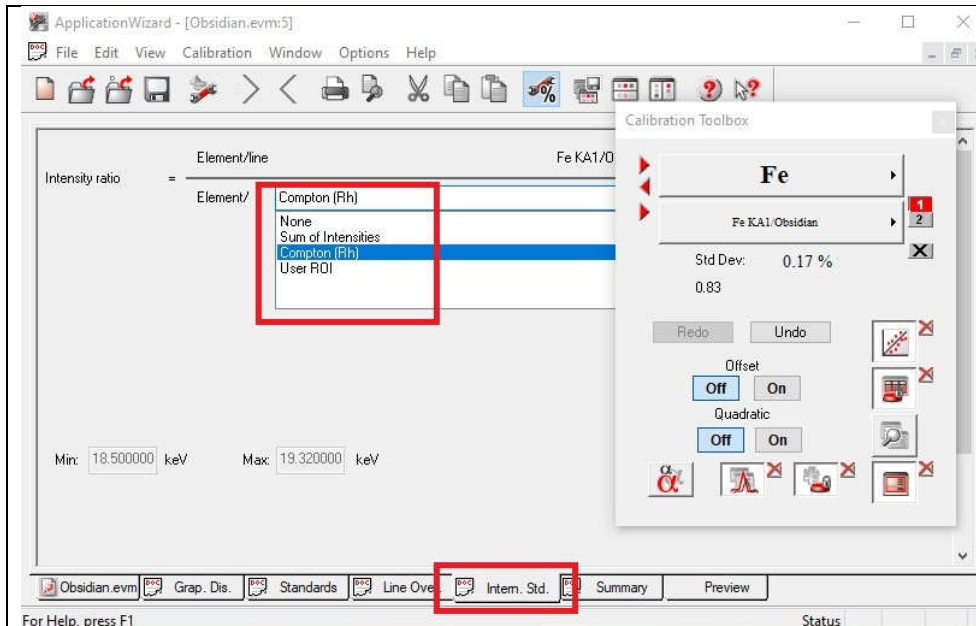 ApplicationWizard - [Obsidian.evm:5]
File Edit View Calibration Window Options Help
Calibration Toolbox
Element/line Fe KA1/O
Intensity ratio =
Element/ Compton (Rh)
None
Sum of Intensities
Compton (Rh)
User ROI
Fe
Fe KA1/Obsidian
1
2
X
Std Dev: 0.17 %
0.83
Redo Undo
Offset
Off On
Quadratic
Off On
Min: 18.500000 keV Max: 19.320000 keV
Obsidian.evm Grap. Dis. Standards Line Ove Intern. Std. Summary Preview
For Help, press F1 Status